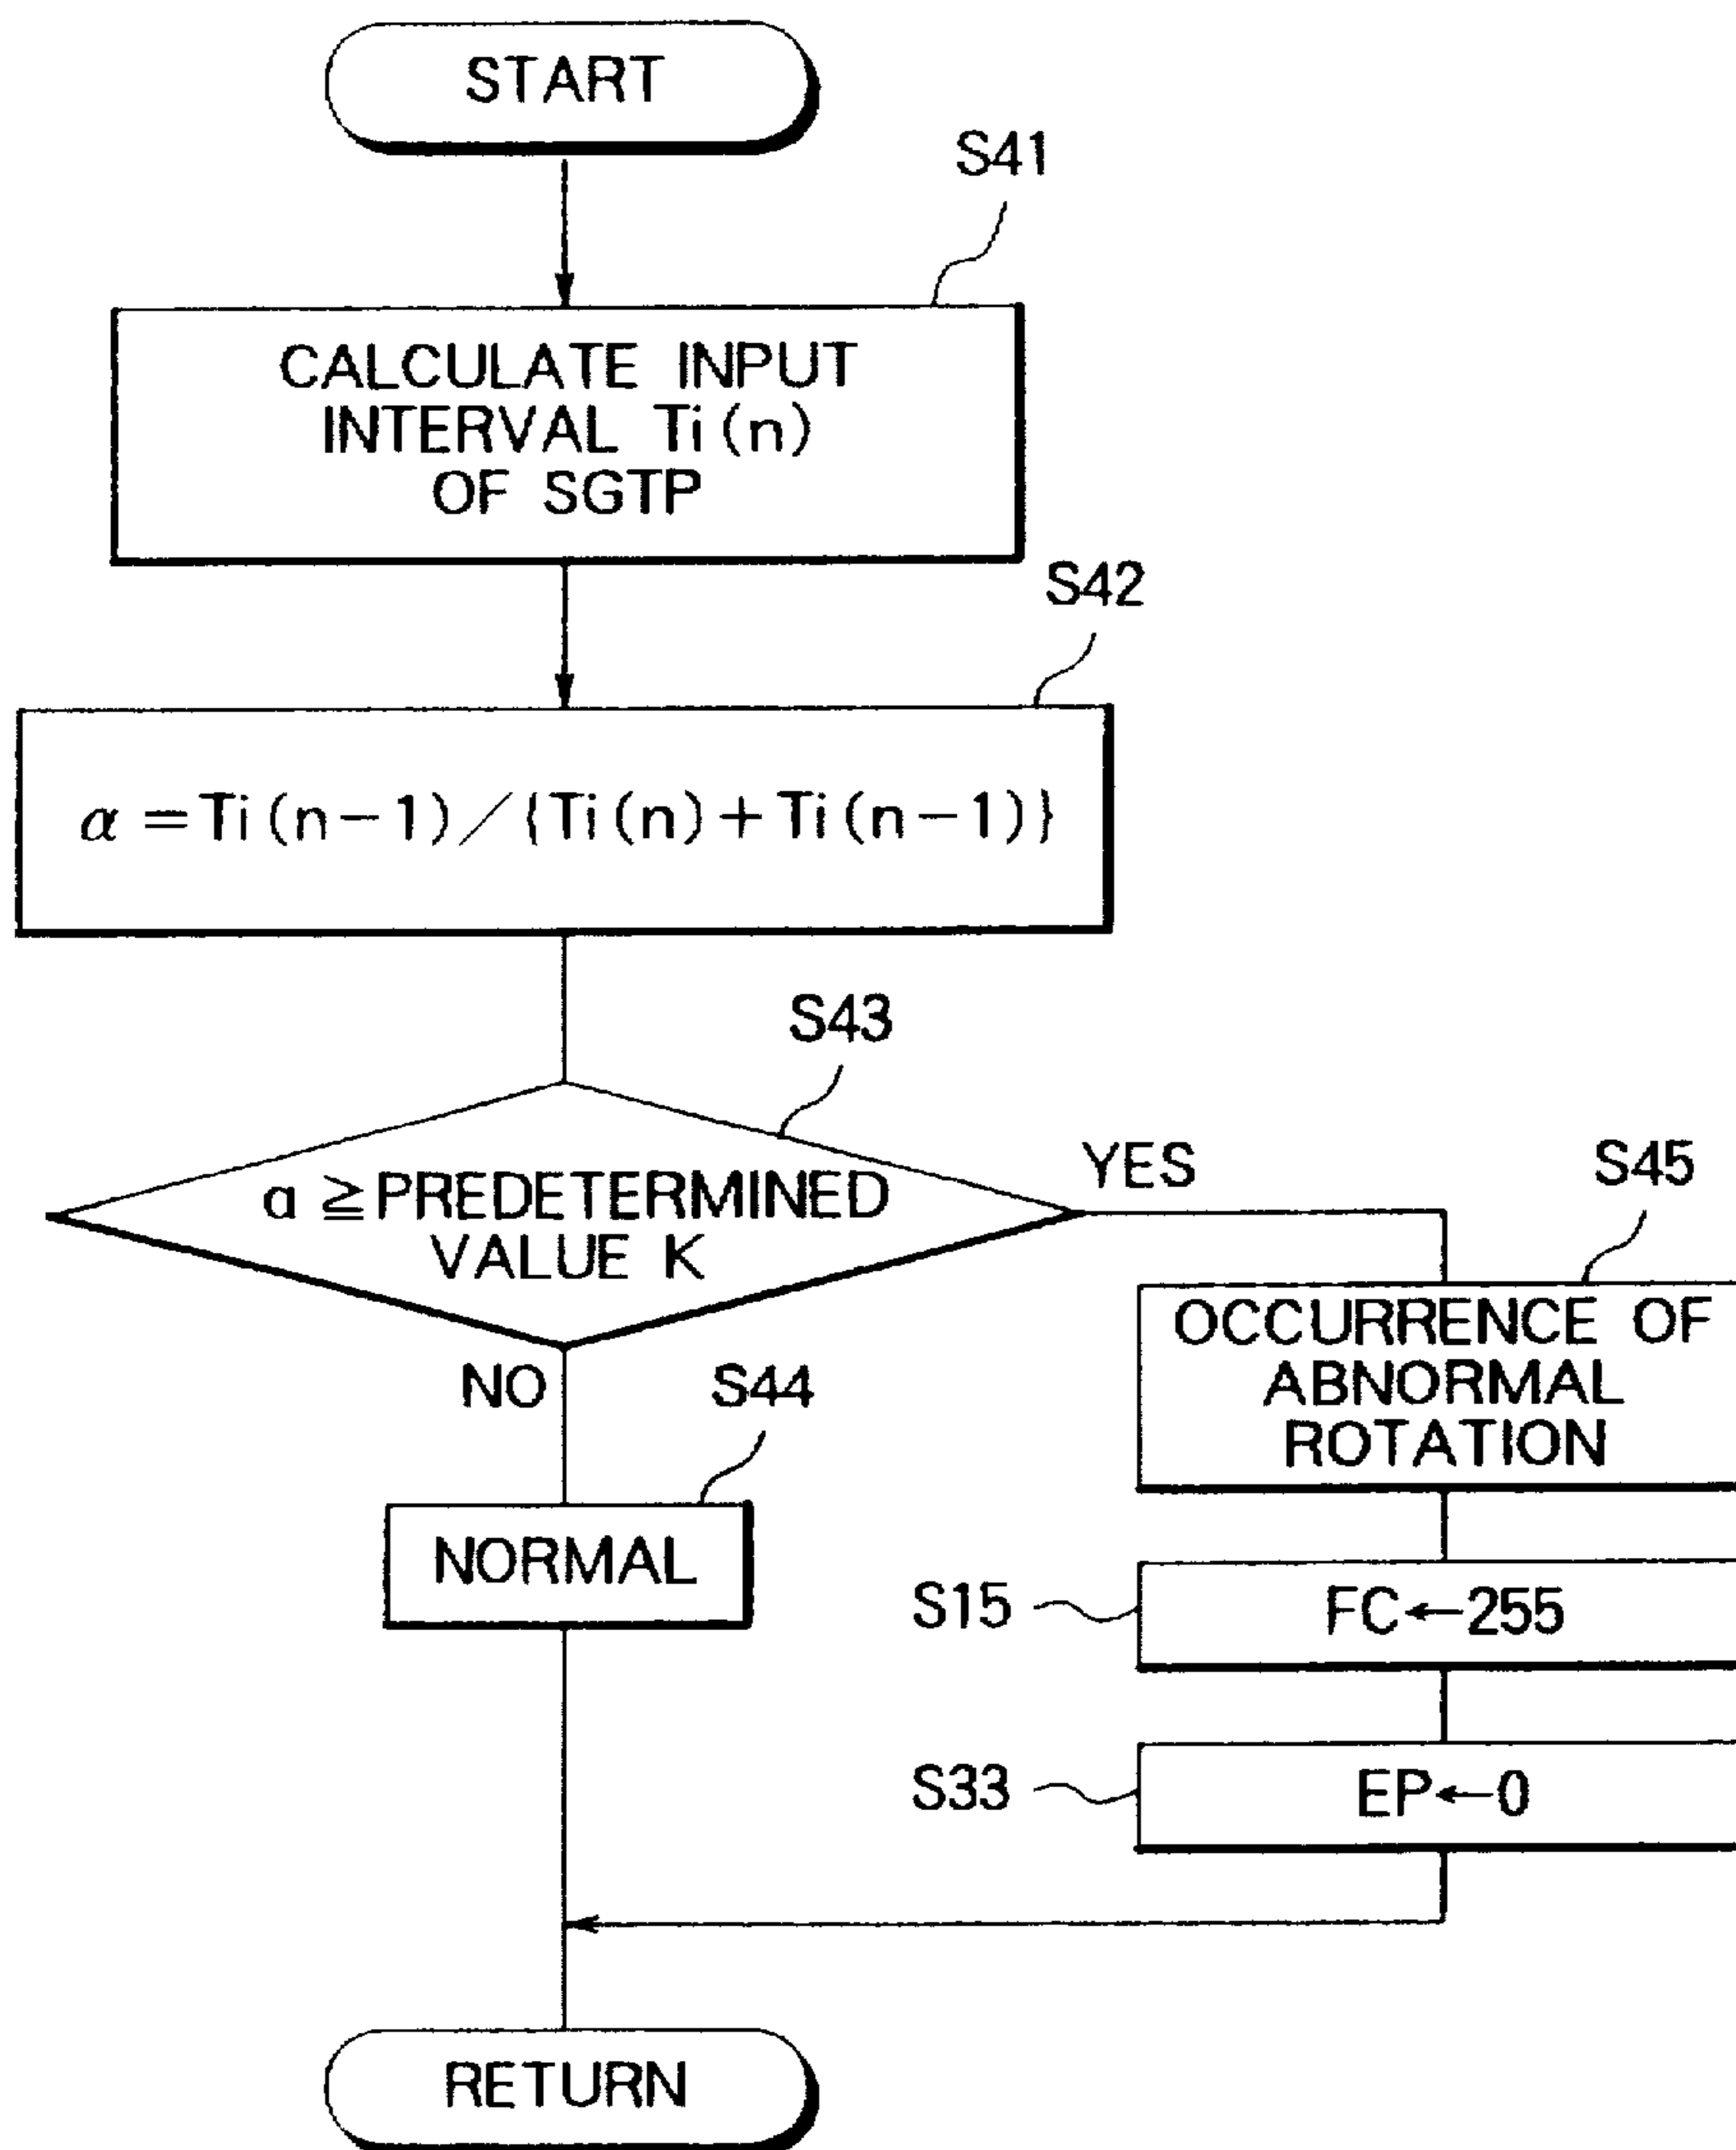 START
S41
CALCULATE INPUT
INTERVAL Ti(n)
OF SGTP
S42
α=Ti(n-1)/{Ti(n)+Ti(n-1)}
S43
a ≧PREDETERMINED
VALUE K
YES
NO
S44
NORMAL
S45
OCCURRENCE OF
ABNORMAL
ROTATION
S15
FC←255
S33
EP←0
RETURN